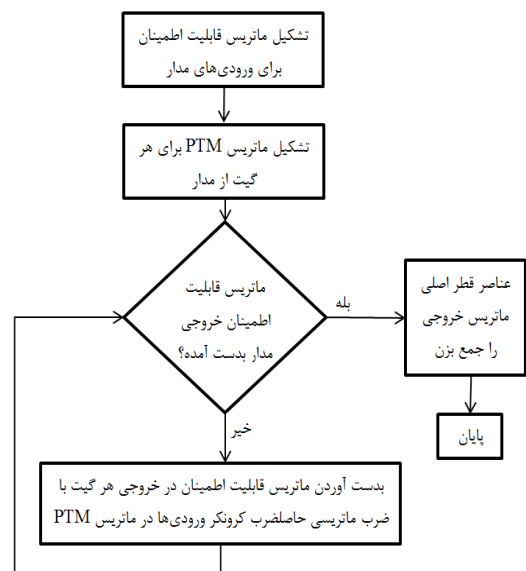 تشکیل ماتریس قابلیت اطمینان
برای ورودی‌های مدار
تشکیل ماتریس PTM برای هر
گیت از مدار
ماتریس قابلیت
اطمینان خروجی
مدار بدست آمده؟
بله
عناصر قطر اصلی
ماتریس خروجی
را جمع بزن
پایان
خیر
بدست آوردن ماتریس قابلیت اطمینان در خروجی هر گیت با
ضرب ماتریسی حاصلضرب کرونکر ورودی‌ها در ماتریس PTM